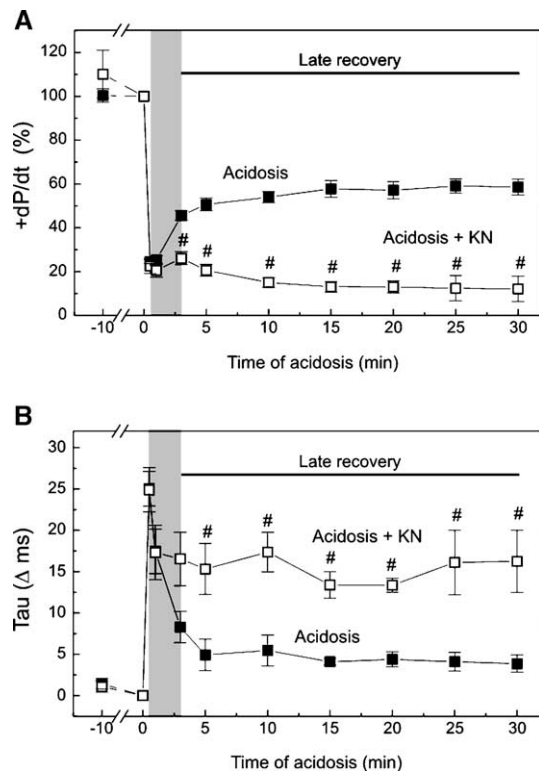 A
120
100
80
60
40
20
0
+dP/dt (%)
Late recovery
Acidosis
Acidosis + KN
# # # # # # #
-10 0 5 10 15 20 25 30
Time of acidosis (min)
B
30
25
20
15
10
5
0
Tau (Δ ms)
Late recovery
# # # # # #
Acidosis + KN
Acidosis
-10 0 5 10 15 20 25 30
Time of acidosis (min)